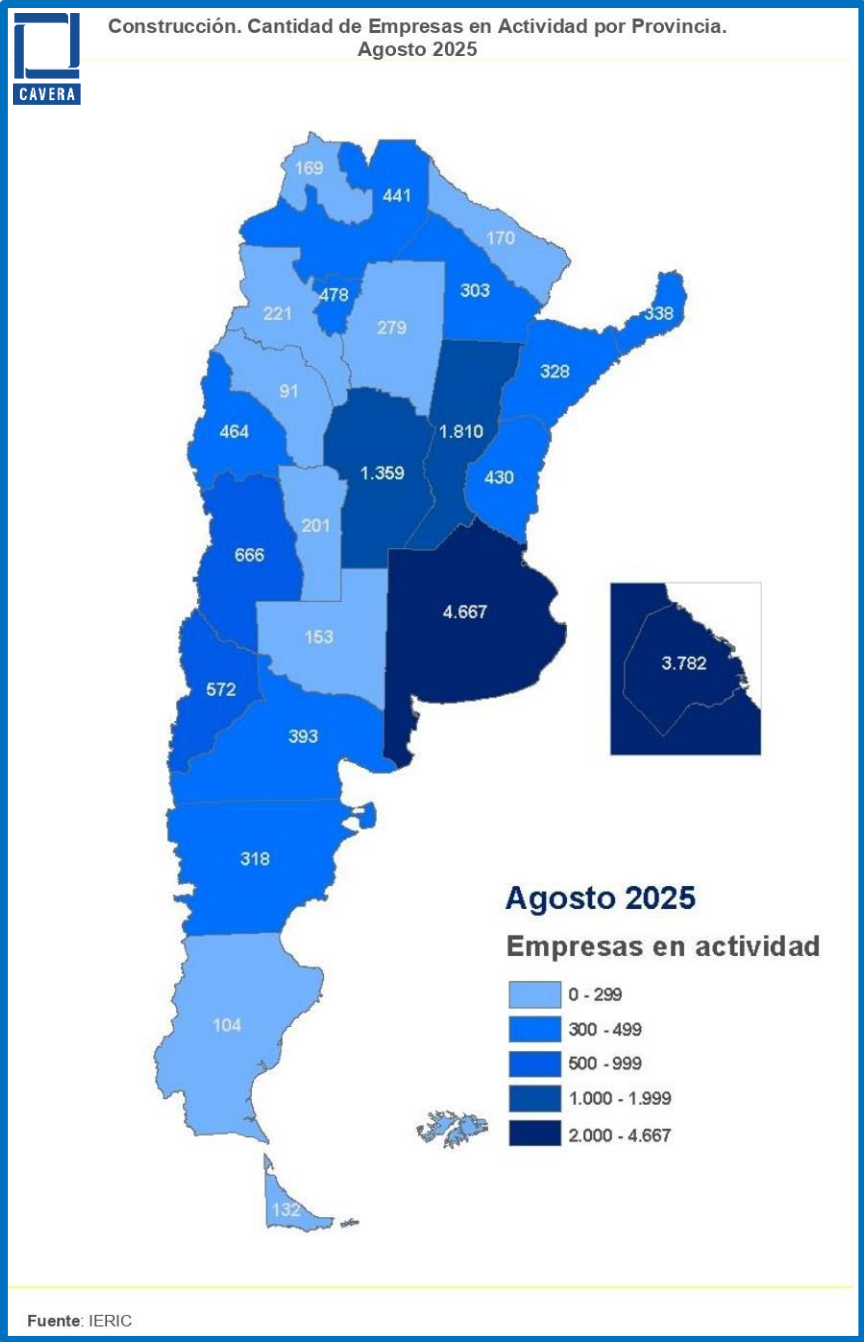 Construcción. Cantidad de Empresas en Actividad por Provincia.
Agosto 2025
CAVERA
169
441
170
303
338
478
221
279
328
91
464
1.810
1.359
430
201
666
4.667
153
3.782
572
393
318
Agosto 2025
Empresas en actividad
0 - 299
300 - 499
500 - 999
1.000 - 1.999
2.000 - 4.667
104
132
Fuente: IERIC